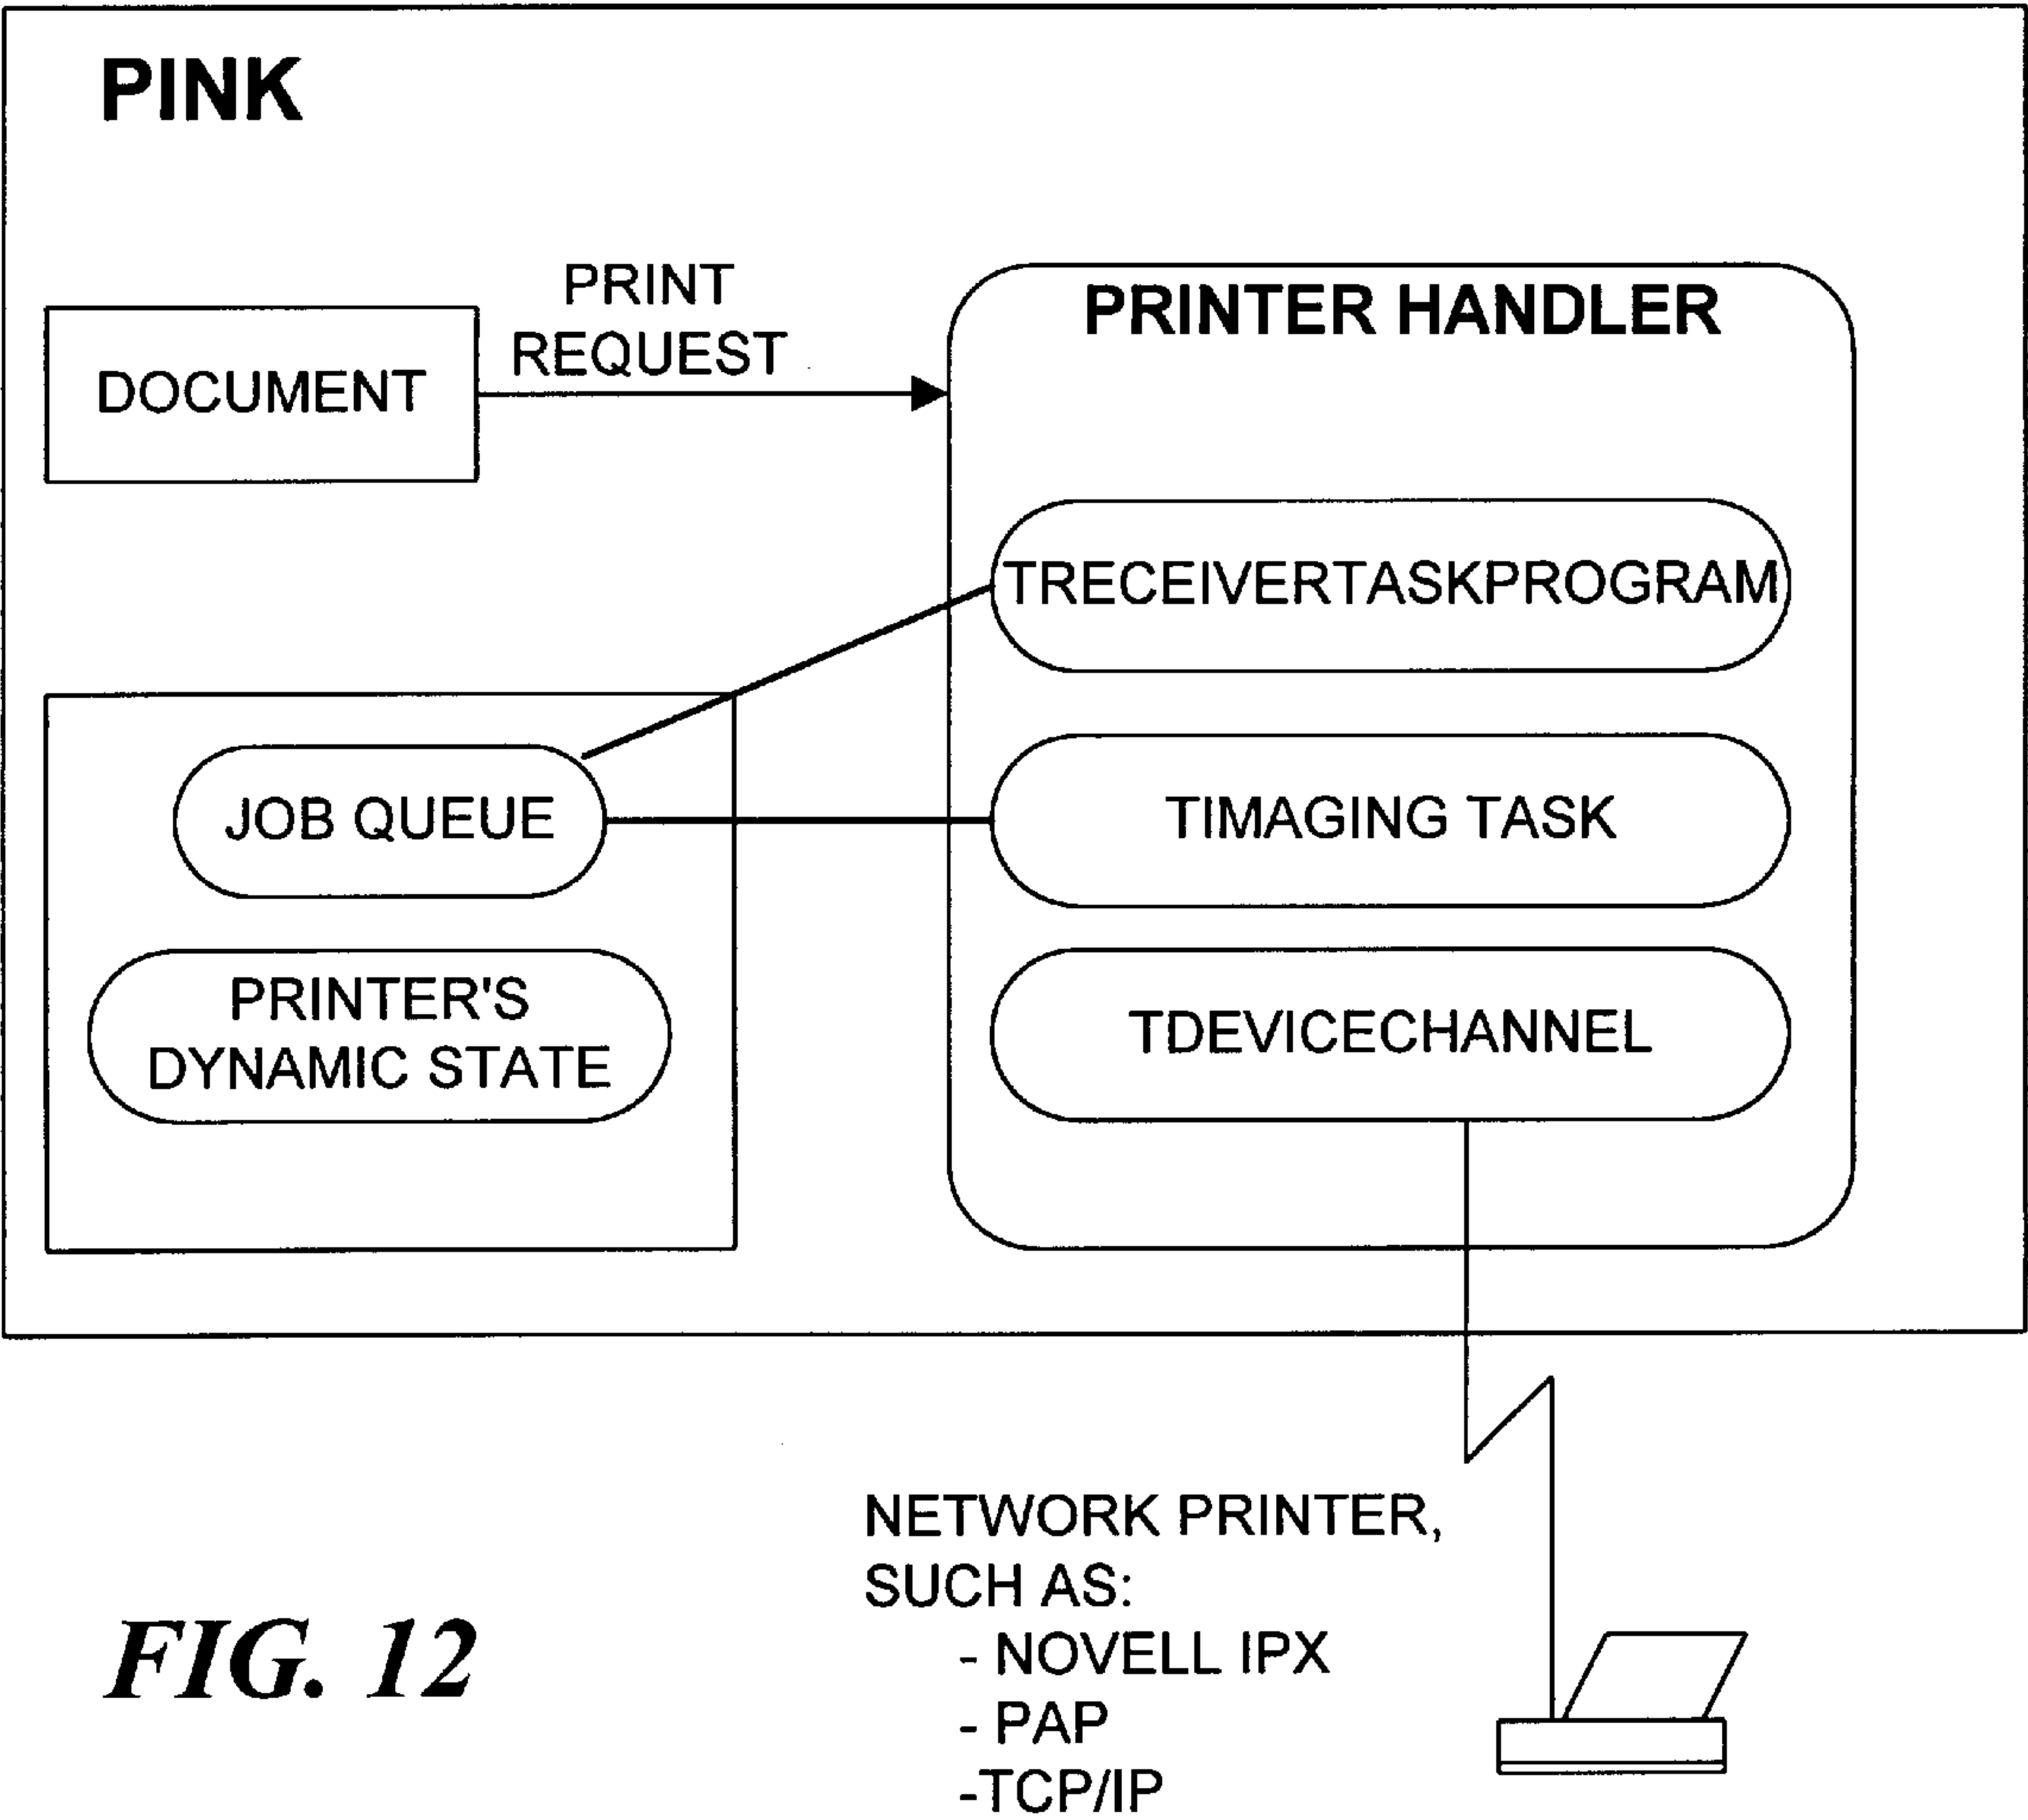 PINK
PRINT
REQUEST
DOCUMENT
PRINTER HANDLER
TRECEIVERTASKPROGRAM
JOB QUEUE
TIMAGING TASK
PRINTER'S
DYNAMIC STATE
TDEVICECHANNEL
NETWORK PRINTER,
SUCH AS:
- NOVELL IPX
- PAP
-TCP/IP
FIG. 12